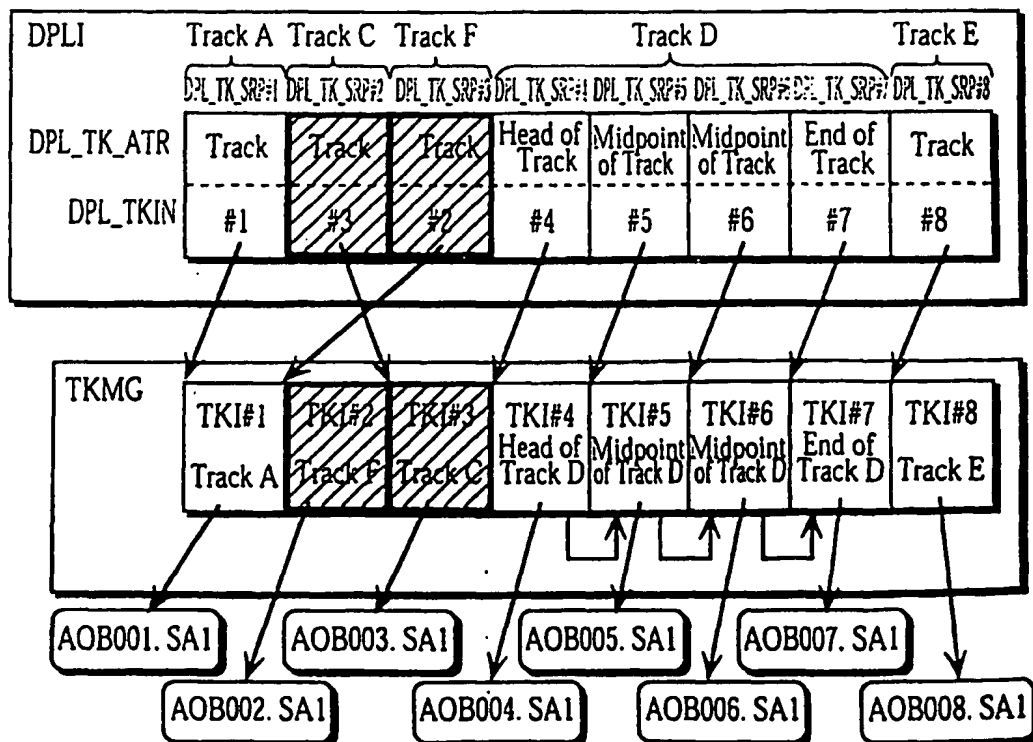 DPLI Track A Track C Track F Track D Track E
DPL_TK_SRP#1 DPL_TK_SRP#2 DPL_TK_SRP#3 DPL_TK_SRP#4 DPL_TK_SRP#5 DPL_TK_SRP#6 DPL_TK_SRP#7 DPL_TK_SRP#8
DPL_TK_ATR Track Track Track Head of Track Midpoint of Track Midpoint of Track End of Track Track
DPL_TKIN #1 #3 #2 #4 #5 #6 #7 #8
TKMG TKI#1 TKI#2 TKI#3 TKI#4 TKI#5 TKI#6 TKI#7 TKI#8
Track A Track F Track C Head of Track D Midpoint of Track D Midpoint of Track D End of Track D Track E
AOB001. SA1 AOB003. SA1 AOB005. SA1 AOB007. SA1
AOB002. SA1 AOB004. SA1 AOB006. SA1 AOB008. SA1